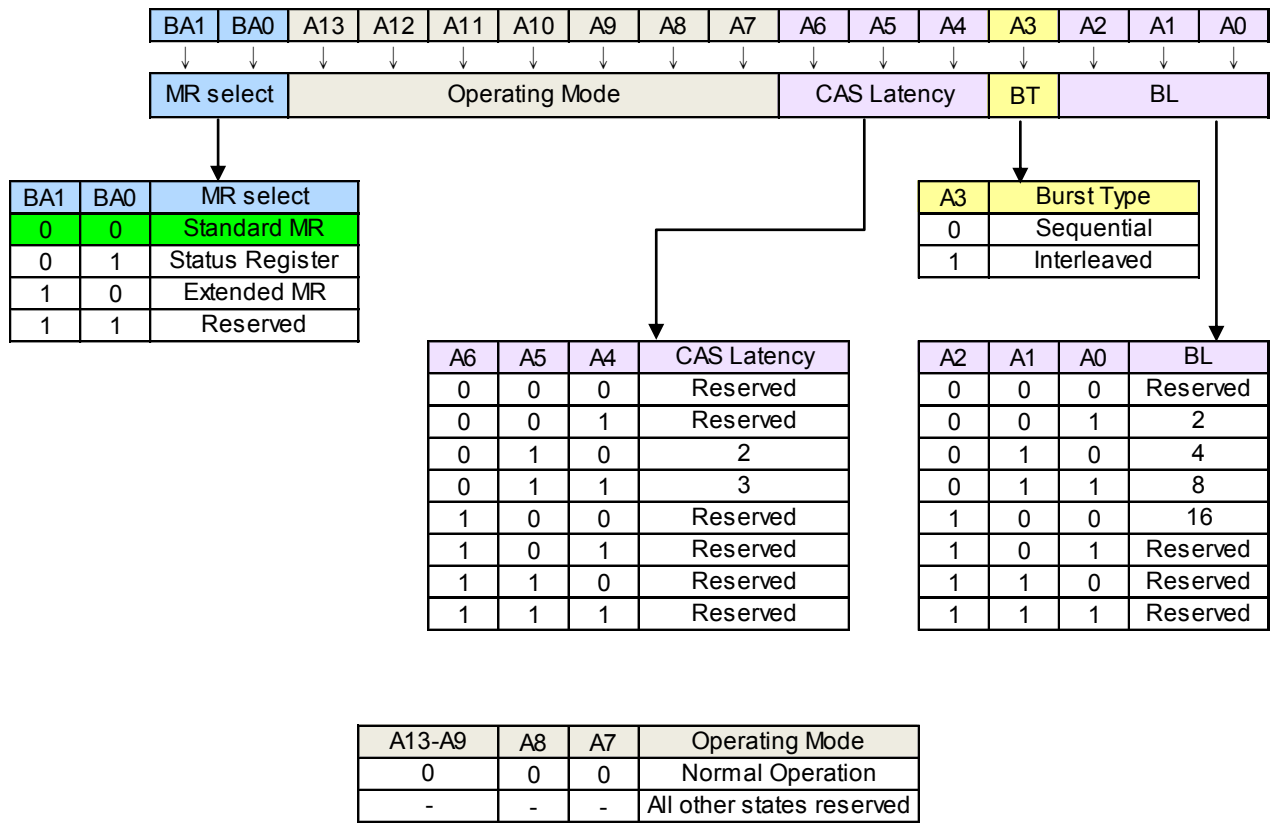 BA1 BA0 A13 A12 A11 A10 A9 A8 A7 A6 A5 A4 A3 A2 A1 A0
↓ ↓ ↓ ↓ ↓ ↓ ↓ ↓ ↓ ↓ ↓ ↓ ↓ ↓ ↓ ↓
MR select Operating Mode CAS Latency BT BL
BA1 BA0 MR select
0 0 Standard MR
0 1 Status Register
1 0 Extended MR
1 1 Reserved
A3 Burst Type
0 Sequential
1 Interleaved
A6 A5 A4 CAS Latency
0 0 0 Reserved
0 0 1 Reserved
0 1 0 2
0 1 1 3
1 0 0 Reserved
1 0 1 Reserved
1 1 0 Reserved
1 1 1 Reserved
A2 A1 A0 BL
0 0 0 Reserved
0 0 1 2
0 1 0 4
0 1 1 8
1 0 0 16
1 0 1 Reserved
1 1 0 Reserved
1 1 1 Reserved
A13-A9 A8 A7 Operating Mode
0 0 0 Normal Operation
- - - All other states reserved